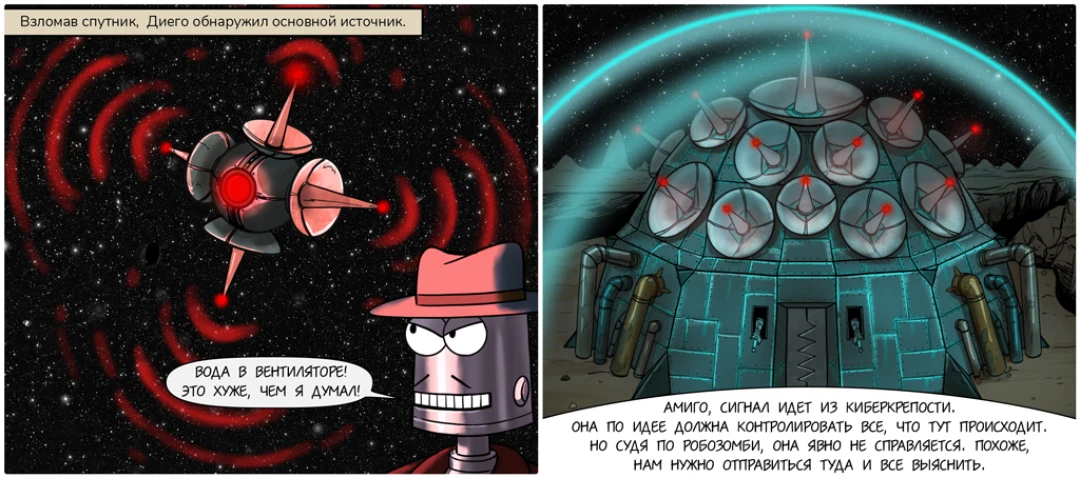 Взломав спутник, Диего обнаружил основной источник.
ВОДА В ВЕНТИЛЯТОРЕ!
ЭТО ХУЖЕ, ЧЕМ Я ДУМАЛ!
АМИГО, СИГНАЛ ИДЕТ ИЗ КИБЕРКРЕПОСТИ.
ОНА ПО ИДЕЕ ДОЛЖНА КОНТРОЛИРОВАТЬ ВСЕ, ЧТО ТУТ ПРОИСХОДИТ.
НО СУДЯ ПО РОБОЗОМБИ, ОНА ЯВНО НЕ СПРАВЛЯЕТСЯ. ПОХОЖЕ,
НАМ НУЖНО ОТПРАВИТЬСЯ ТУДА И ВСЕ ВЫЯСНИТЬ.